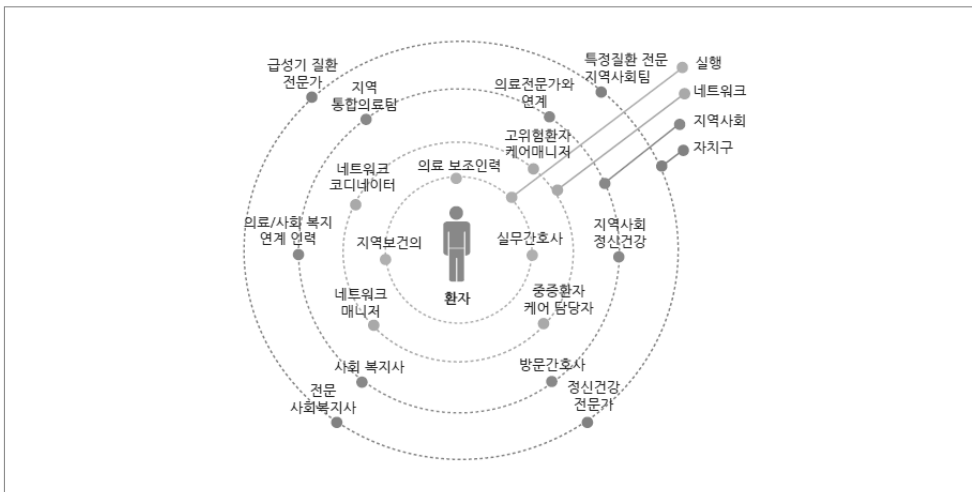 급성기 질환
전문가
지역
통합의료탐
의료전문가와
연계
특정질환 전문
지역사회팀
실행
네트워크
지역사회
자치구
네트워크
코디네이터
의료 보조인력
고위험환자
케어매니저
의료/사회 복지
연계 인력
지역보건의
실무간호사
지역사회
정신건강
환자
네트워크
매니저
중증환자
케어 담당자
사회 복지사
방문간호사
전문
사회복지사
정신건강
전문가